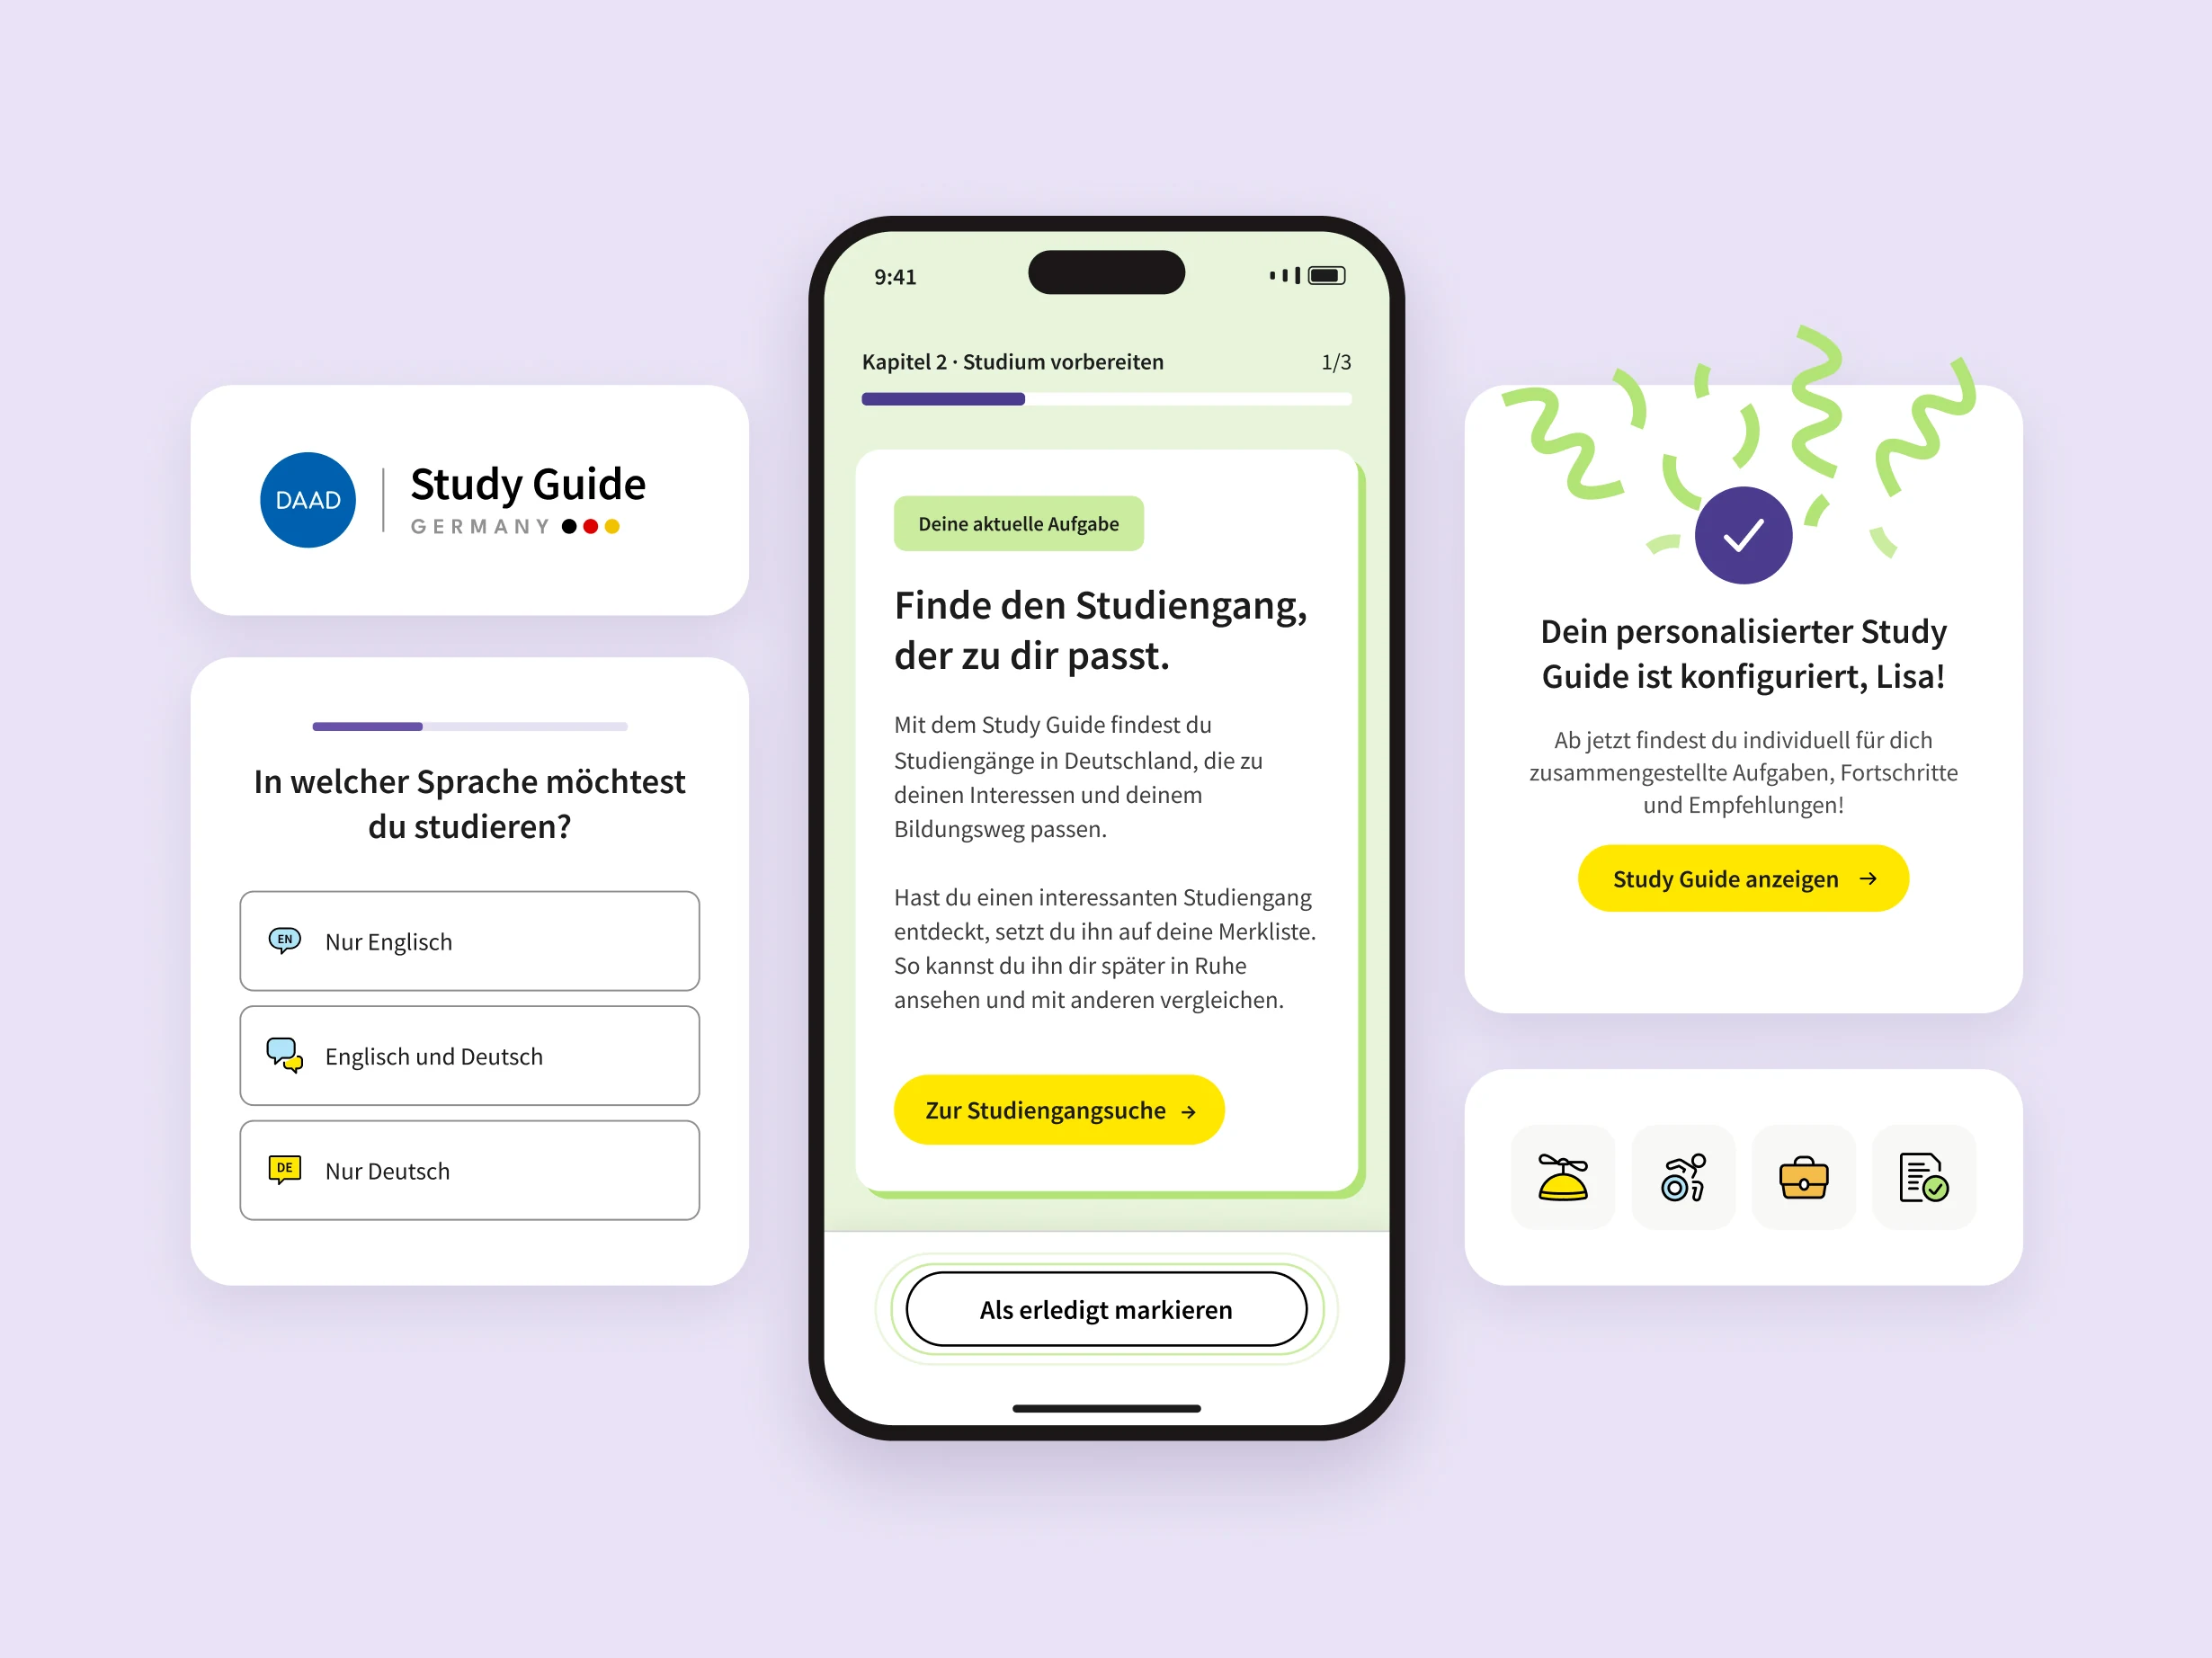 DAAD
Study Guide
GERMANY
In welcher Sprache möchtest
du studieren?
EN
Nur Englisch
Englisch und Deutsch
DE
Nur Deutsch
9:41
Kapitel 2 · Studium vorbereiten
1/3
Deine aktuelle Aufgabe
Finde den Studiengang,
der zu dir passt.
Mit dem Study Guide findest du
Studiengänge in Deutschland, die zu
deinen Interessen und deinem
Bildungsweg passen.
Hast du einen interessanten Studiengang
entdeckt, setzt du ihn auf deine Merkliste.
So kannst du ihn dir später in Ruhe
ansehen und mit anderen vergleichen.
Zur Studiengangsuche →
Als erledigt markieren
Dein personalisierter Study
Guide ist konfiguriert, Lisa!
Ab jetzt findest du individuell für dich
zusammengestellte Aufgaben, Fortschritte
und Empfehlungen!
Study Guide anzeigen →